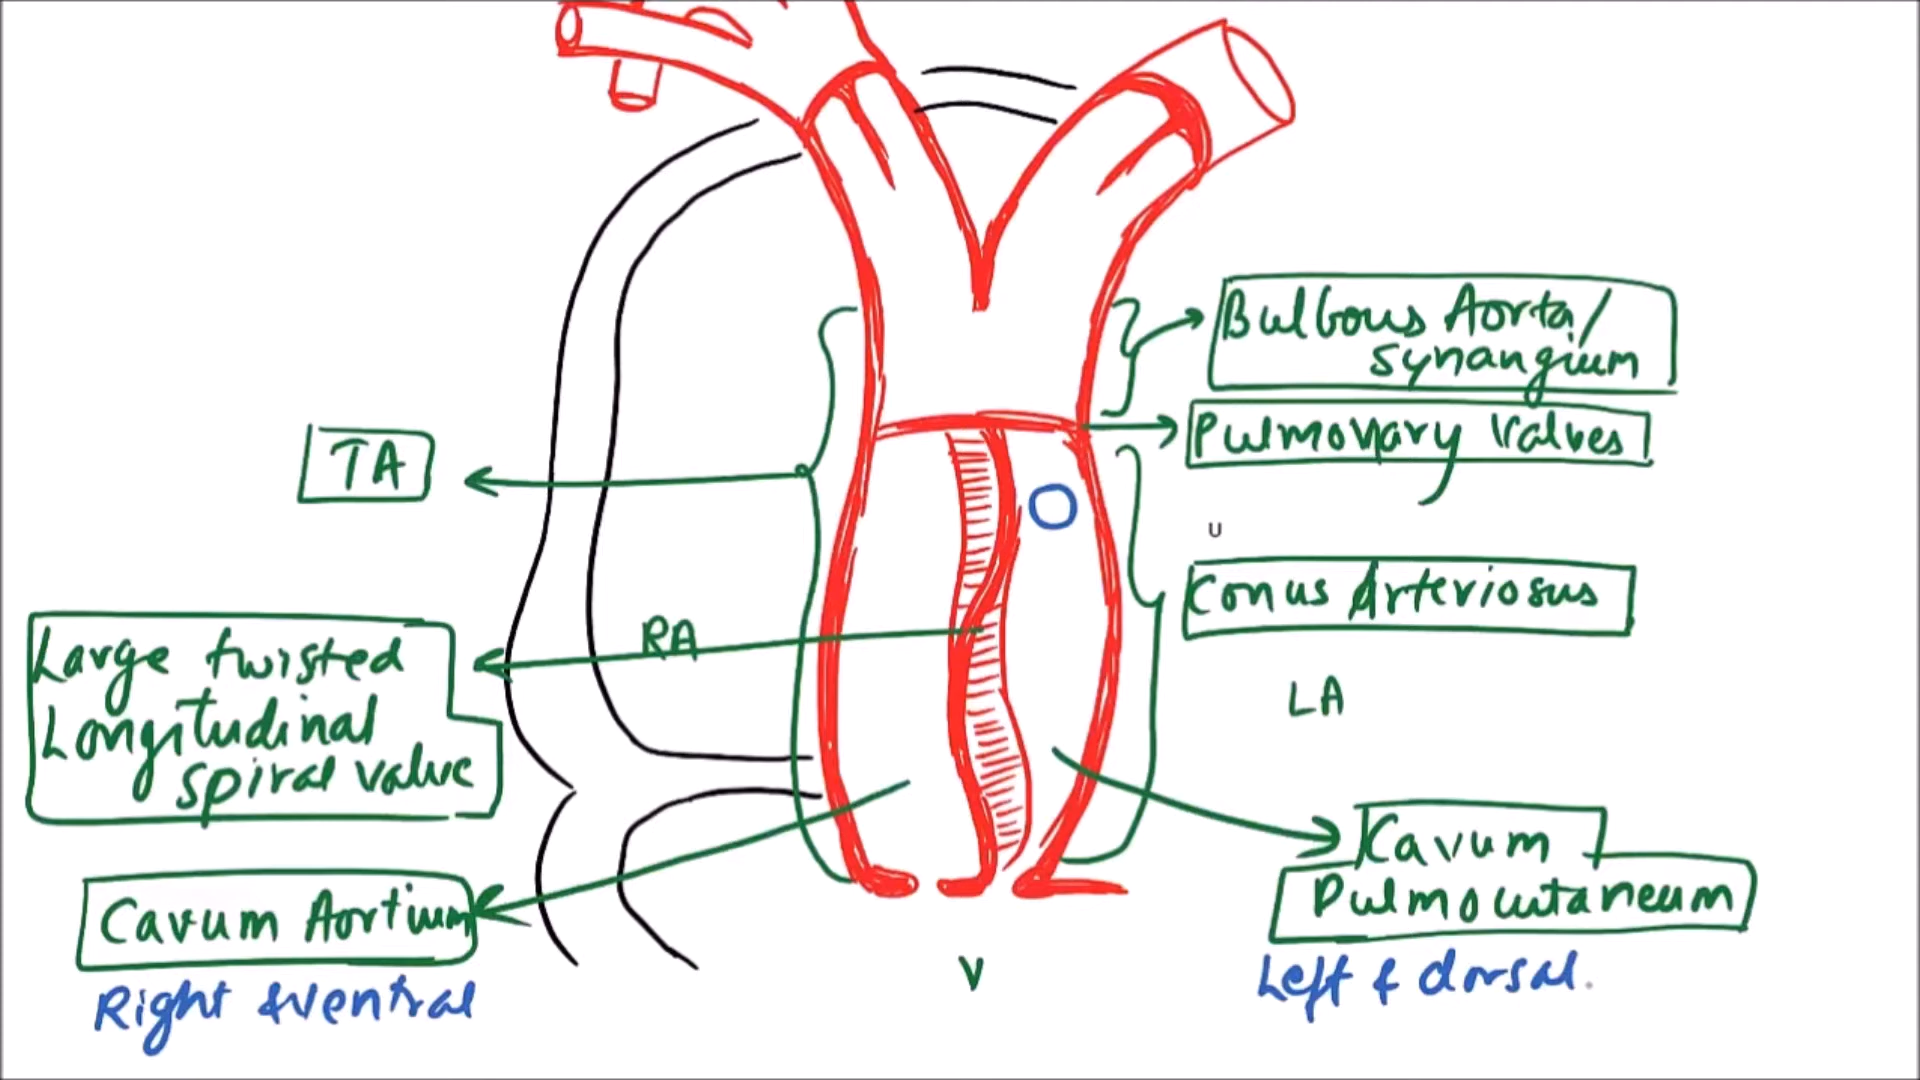 Bulbous Aorta/
synangium
Pulmonary Valves
TA
U
Conus Arteriosus
RA
Large twisted
Longitudinal
spiral valve
LA
Cavum
Pulmocutaneum
Cavum Aortium
Left & dorsal.
Right & ventral
V